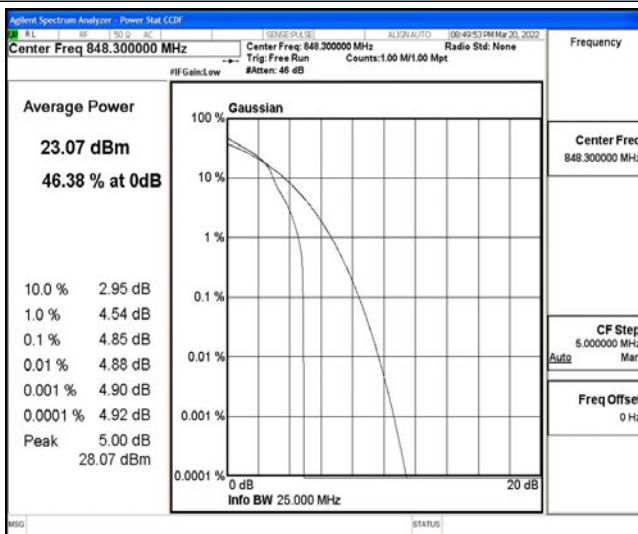 Agilent Spectrum Analyzer - Power Stat CCDF
RL RF 50 Ω AC SENSE:PULSE ALIGN AUTO 08:49:53 PM Mar 20, 2022
Center Freq 848.300000 MHz
Center Freq: 848.300000 MHz Radio Std: None
Trig: Free Run Counts:1.00 M/1.00 Mpt
#IFGain:Low #Atten: 46 dB
Frequency
Average Power
23.07 dBm
46.38 % at 0dB
10.0 % 2.95 dB
1.0 % 4.54 dB
0.1 % 4.85 dB
0.01 % 4.88 dB
0.001 % 4.90 dB
0.0001 % 4.92 dB
Peak 5.00 dB
28.07 dBm
Gaussian
100 %
10 %
1 %
0.1 %
0.01 %
0.001 %
0.0001 %
0 dB 20 dB
Info BW 25.000 MHz
Center Freq
848.300000 MHz
CF Step
5.000000 MHz
Auto Man
Freq Offset
0 Hz
MSG STATUS